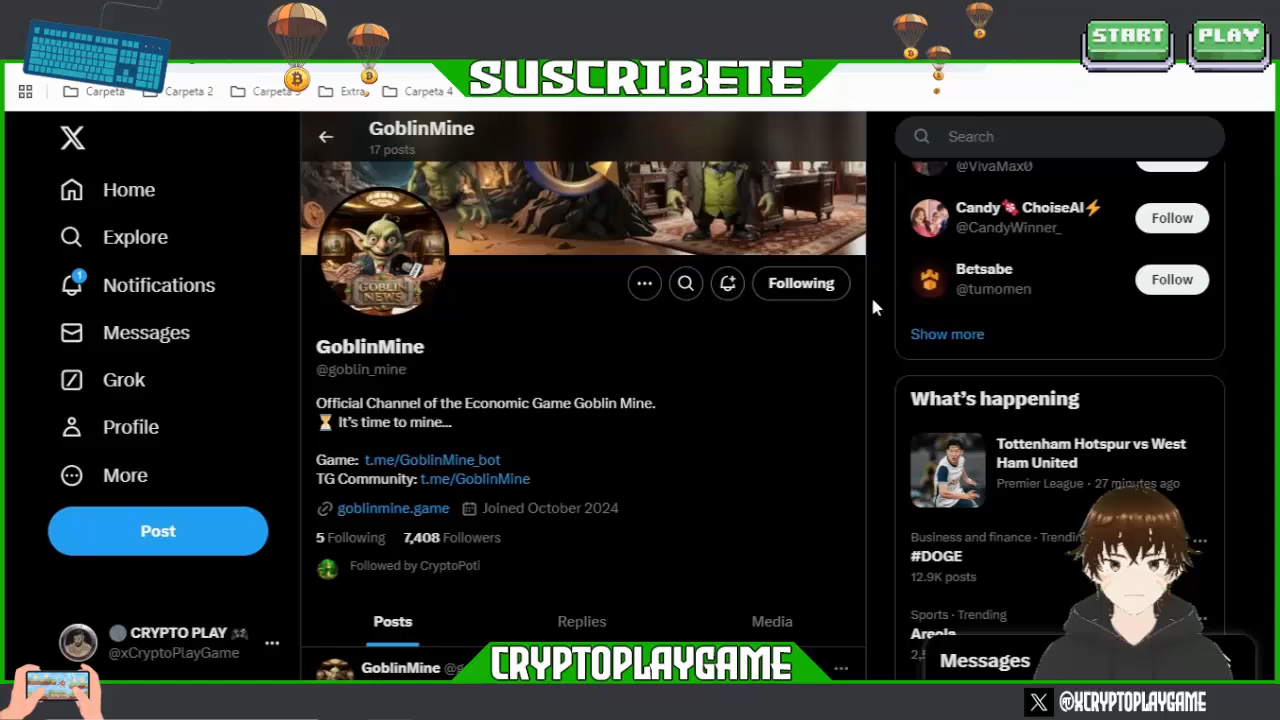 START
PLAY
SUSCRIBETE
Carpeta
Carpeta 2
Carpeta 3
Extra
Carpeta 4
GoblinMine
17 posts
Home
Explore
1
Notifications
Messages
Grok
Profile
More
Post
CRYPTO PLAY
@xCryptoPlayGame
GOBLIN
NEWS
Following
GoblinMine
@goblin_mine
Official Channel of the Economic Game Goblin Mine.
It's time to mine...
Game: t.me/GoblinMine_bot
TG Community: t.me/GoblinMine
goblinmine.game Joined October 2024
5 Following 7,408 Followers
Followed by CryptoPoti
Posts Replies Media
GoblinMine
Search
@VivaMax0
Candy ChoiseAI
@CandyWinner_
Follow
Betsabe
@tumomen
Follow
Show more
What's happening
Tottenham Hotspur vs West
Ham United
Premier League · 27 minutes ago
Business and finance · Trending
#DOGE
12.9K posts
Sports · Trending
Messages
CRYPTOPLAYGAME
@XCRYPTOPLAYGAME